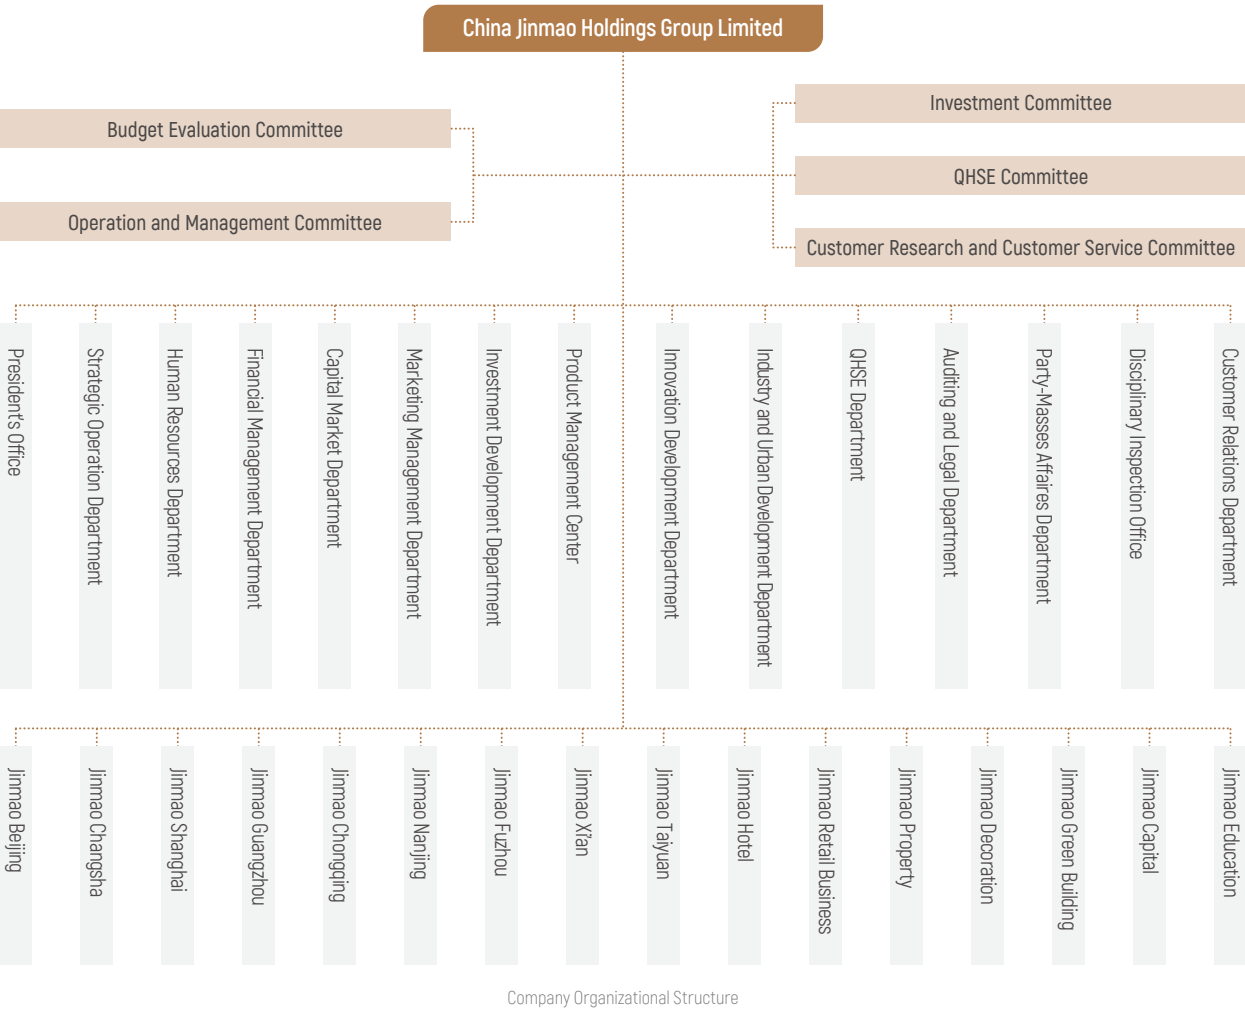 China Jinmao Holdings Group Limited
Budget Evaluation Committee
Operation and Management Committee
Investment Committee
QHSE Committee
Customer Research and Customer Service Committee
President's Office
Strategic Operation Department
Human Resources Department
Financial Management Department
Capital Market Department
Marketing Management Department
Investment Development Department
Product Management Center
Innovation Development Department
Industry and Urban Development Department
QHSE Department
Auditing and Legal Department
Party-Masses Affaires Department
Disciplinary Inspection Office
Customer Relations Department
Jinmao Beijing
Jinmao Changsha
Jinmao Shanghai
Jinmao Guangzhou
Jinmao Chongqing
Jinmao Nanjing
Jinmao Fuzhou
Jinmao Xi'an
Jinmao Taiyuan
Jinmao Hotel
Jinmao Retail Business
Jinmao Property
Jinmao Decoration
Jinmao Green Building
Jinmao Capital
Jinmao Education
Company Organizational Structure